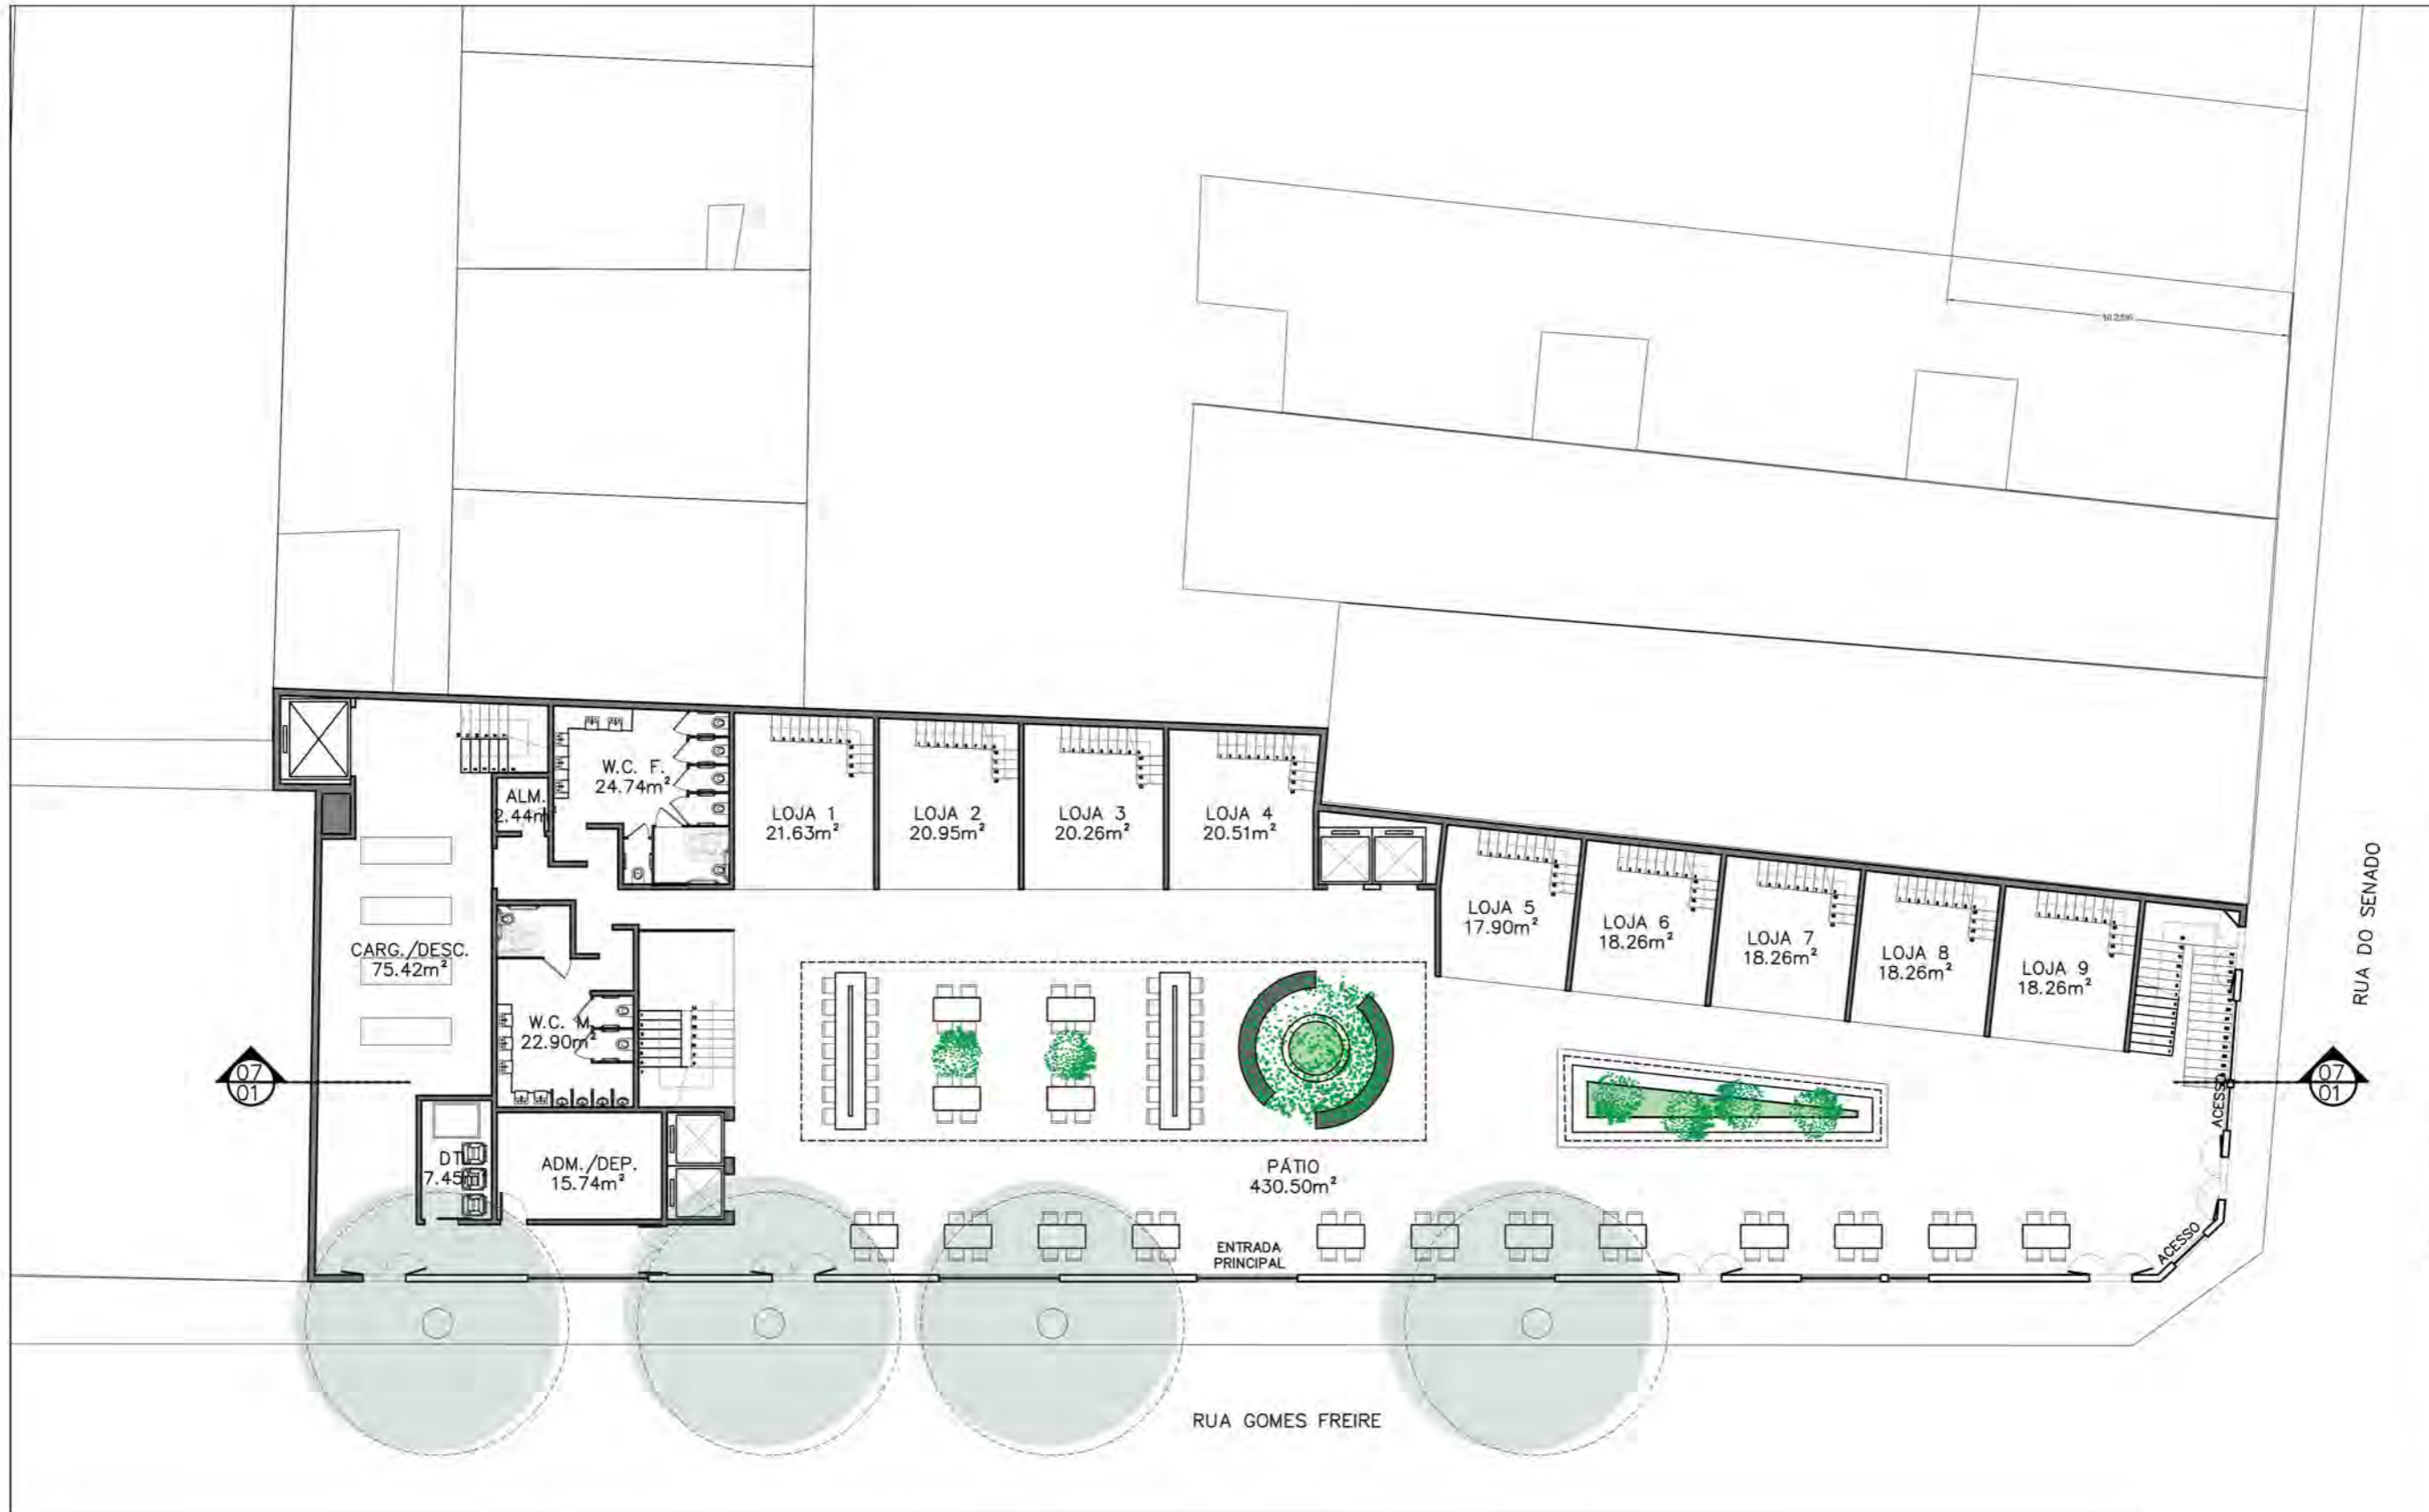 W.C. F.
24.74m²
ALM.
2.44m²
LOJA 1
21.63m²
LOJA 2
20.95m²
LOJA 3
20.26m²
LOJA 4
20.51m²
LOJA 5
17.90m²
LOJA 6
18.26m²
LOJA 7
18.26m²
LOJA 8
18.26m²
LOJA 9
18.26m²
RUA DO SENADO
CARG./DESC.
75.42m²
W.C. M.
22.90m²
07
01
07
01
ACESSO
DT
7.45
ADM./DEP.
15.74m²
PÁTIO
430.50m²
ENTRADA
PRINCIPAL
ACESSO
RUA GOMES FREIRE